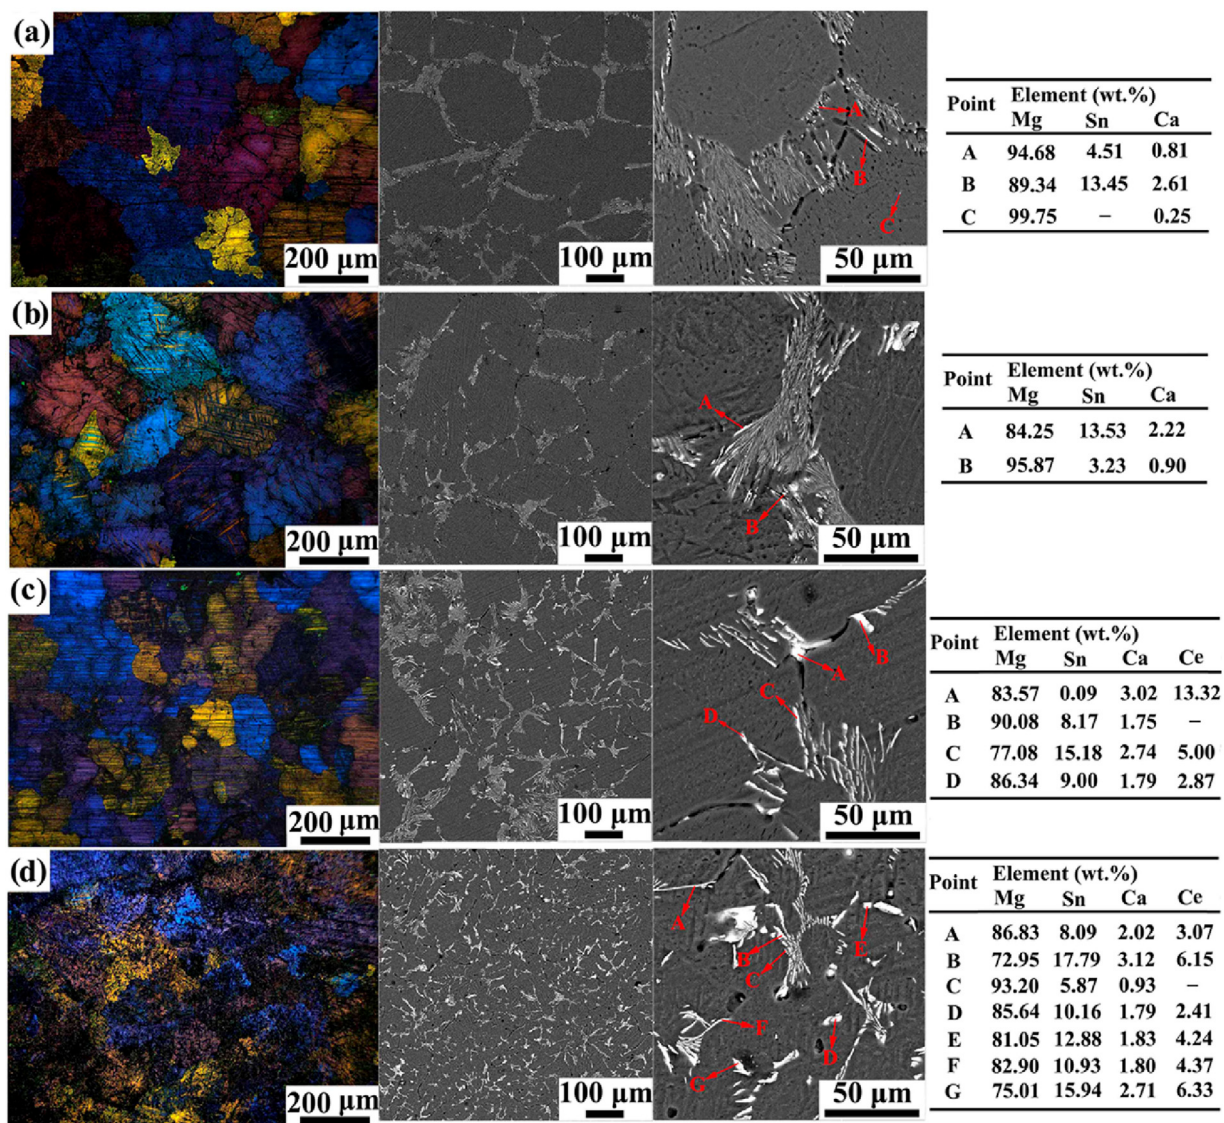 (a)
200 μm
100 μm
A
B
C
50 μm
Point Element (wt.%)
Mg Sn Ca
A 94.68 4.51 0.81
B 89.34 13.45 2.61
C 99.75 – 0.25
(b)
200 μm
100 μm
A
B
50 μm
Point Element (wt.%)
Mg Sn Ca
A 84.25 13.53 2.22
B 95.87 3.23 0.90
(c)
200 μm
100 μm
B
A
C
D
50 μm
Point Element (wt.%)
Mg Sn Ca Ce
A 83.57 0.09 3.02 13.32
B 90.08 8.17 1.75 –
C 77.08 15.18 2.74 5.00
D 86.34 9.00 1.79 2.87
(d)
200 μm
100 μm
A
E
B
C
F
D
G
50 μm
Point Element (wt.%)
Mg Sn Ca Ce
A 86.83 8.09 2.02 3.07
B 72.95 17.79 3.12 6.15
C 93.20 5.87 0.93 –
D 85.64 10.16 1.79 2.41
E 81.05 12.88 1.83 4.24
F 82.90 10.93 1.80 4.37
G 75.01 15.94 2.71 6.33